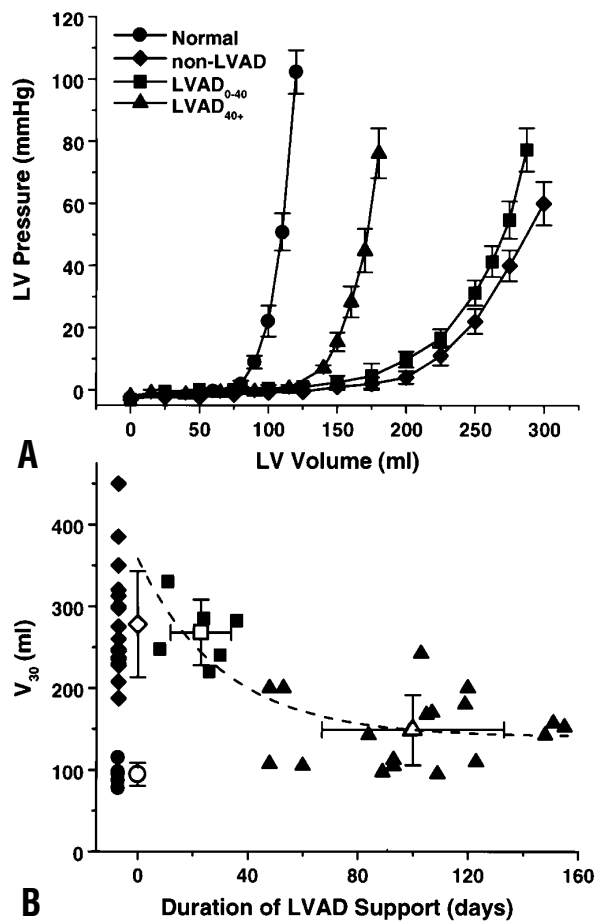 120
100
80
60
40
20
0
LV Pressure (mmHg)
Normal
non-LVAD
LVAD0-40
LVAD40+
0 50 100 150 200 250 300
A
LV Volume (ml)
400
300
200
100
0
V30 (ml)
0 40 80 120 160
B
Duration of LVAD Support (days)